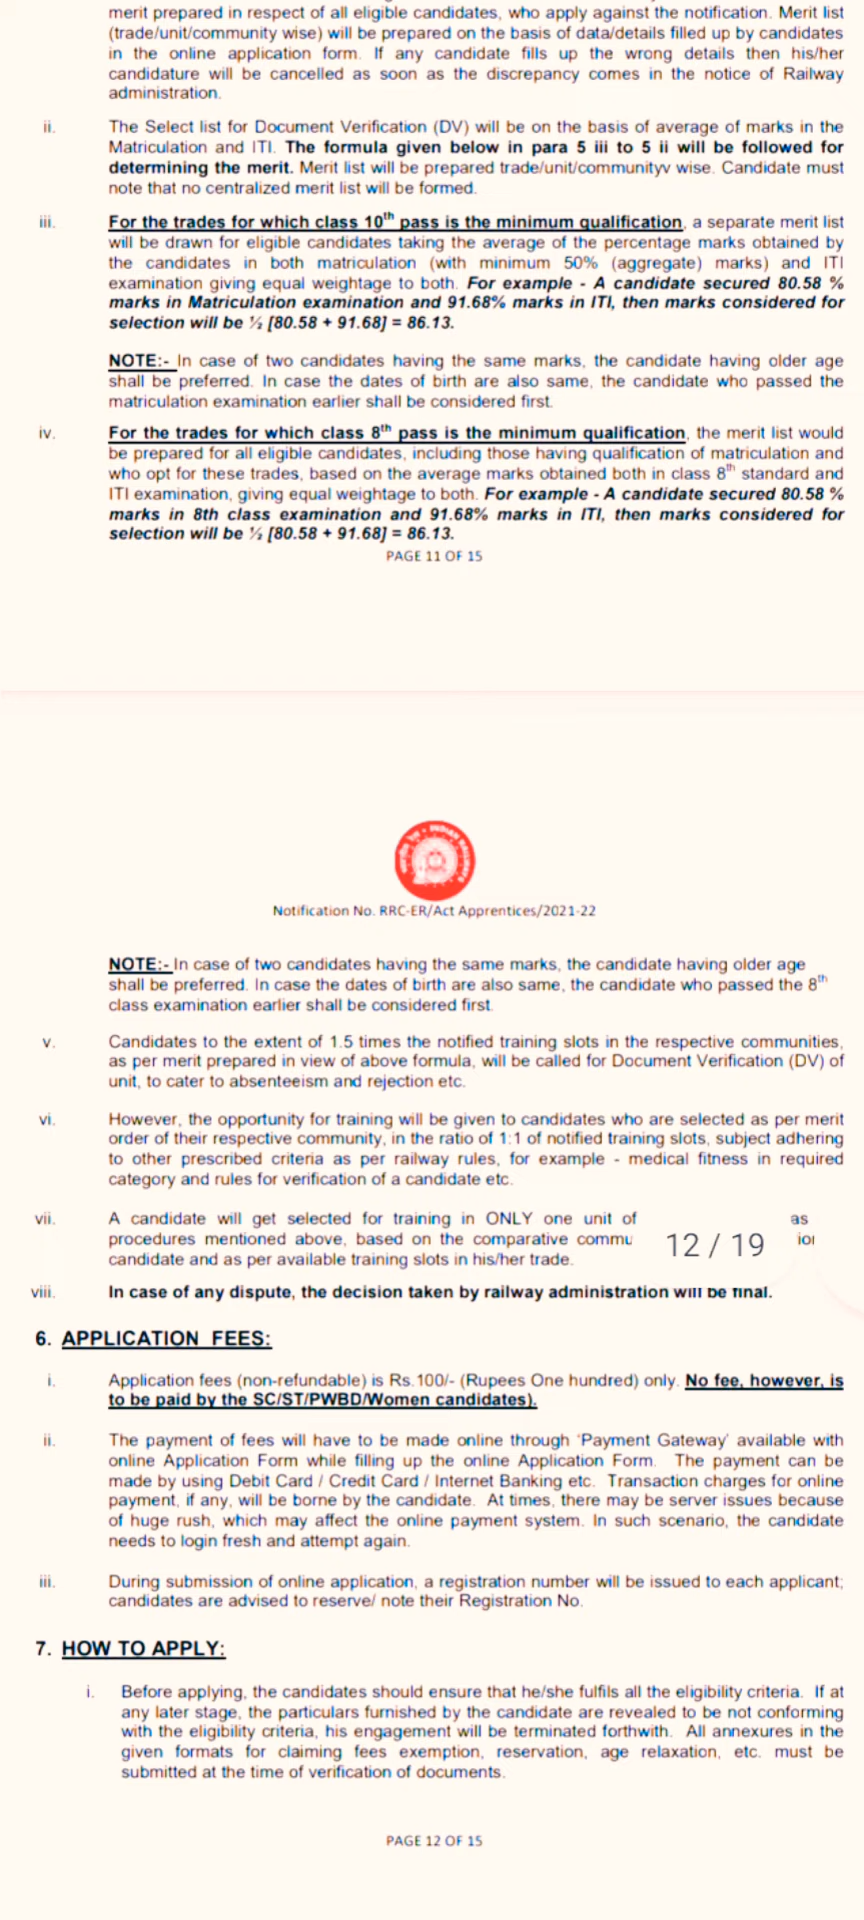 merit prepared in respect of all eligible candidates, who apply against the notification. Merit list
(trade/unit/community wise) will be prepared on the basis of data/details filled up by candidates
in the online application form. If any candidate fills up the wrong details then his/her
candidature will be cancelled as soon as the discrepancy comes in the notice of Railway
administration.
ii. The Select list for Document Verification (DV) will be on the basis of average of marks in the
Matriculation and ITI. The formula given below in para 5 iii to 5 ii will be followed for
determining the merit. Merit list will be prepared trade/unit/communityv wise. Candidate must
note that no centralized merit list will be formed.
iii. For the trades for which class 10th pass is the minimum qualification, a separate merit list
will be drawn for eligible candidates taking the average of the percentage marks obtained by
the candidates in both matriculation (with minimum 50% (aggregate) marks) and ITI
examination giving equal weightage to both. For example - A candidate secured 80.58 %
marks in Matriculation examination and 91.68% marks in ITI, then marks considered for
selection will be ½ [80.58 + 91.68] = 86.13.
NOTE:- In case of two candidates having the same marks, the candidate having older age
shall be preferred. In case the dates of birth are also same, the candidate who passed the
matriculation examination earlier shall be considered first.
iv. For the trades for which class 8th pass is the minimum qualification, the merit list would
be prepared for all eligible candidates, including those having qualification of matriculation and
who opt for these trades, based on the average marks obtained both in class 8th standard and
ITI examination, giving equal weightage to both. For example - A candidate secured 80.58 %
marks in 8th class examination and 91.68% marks in ITI, then marks considered for
selection will be ½ [80.58 + 91.68] = 86.13.
PAGE 11 OF 15
Notification No. RRC-ER/Act Apprentices/2021-22
NOTE:- In case of two candidates having the same marks, the candidate having older age
shall be preferred. In case the dates of birth are also same, the candidate who passed the 8th
class examination earlier shall be considered first.
v. Candidates to the extent of 1.5 times the notified training slots in the respective communities,
as per merit prepared in view of above formula, will be called for Document Verification (DV) of
unit, to cater to absenteeism and rejection etc.
vi. However, the opportunity for training will be given to candidates who are selected as per merit
order of their respective community, in the ratio of 1:1 of notified training slots, subject adhering
to other prescribed criteria as per railway rules, for example - medical fitness in required
category and rules for verification of a candidate etc.
vii. A candidate will get selected for training in ONLY one unit of as
procedures mentioned above, based on the comparative commu 12 / 19
candidate and as per available training slots in his/her trade.
viii. In case of any dispute, the decision taken by railway administration will be final.
6. APPLICATION FEES:
i. Application fees (non-refundable) is Rs.100/- (Rupees One hundred) only. No fee, however, is
to be paid by the SC/ST/PWBD/Women candidates).
ii. The payment of fees will have to be made online through 'Payment Gateway' available with
online Application Form while filling up the online Application Form. The payment can be
made by using Debit Card / Credit Card / Internet Banking etc. Transaction charges for online
payment, if any, will be borne by the candidate. At times, there may be server issues because
of huge rush, which may affect the online payment system. In such scenario, the candidate
needs to login fresh and attempt again.
iii. During submission of online application, a registration number will be issued to each applicant;
candidates are advised to reserve/ note their Registration No.
7. HOW TO APPLY:
i. Before applying, the candidates should ensure that he/she fulfils all the eligibility criteria. If at
any later stage, the particulars furnished by the candidate are revealed to be not conforming
with the eligibility criteria, his engagement will be terminated forthwith. All annexures in the
given formats for claiming fees exemption, reservation, age relaxation, etc. must be
submitted at the time of verification of documents.
PAGE 12 OF 15